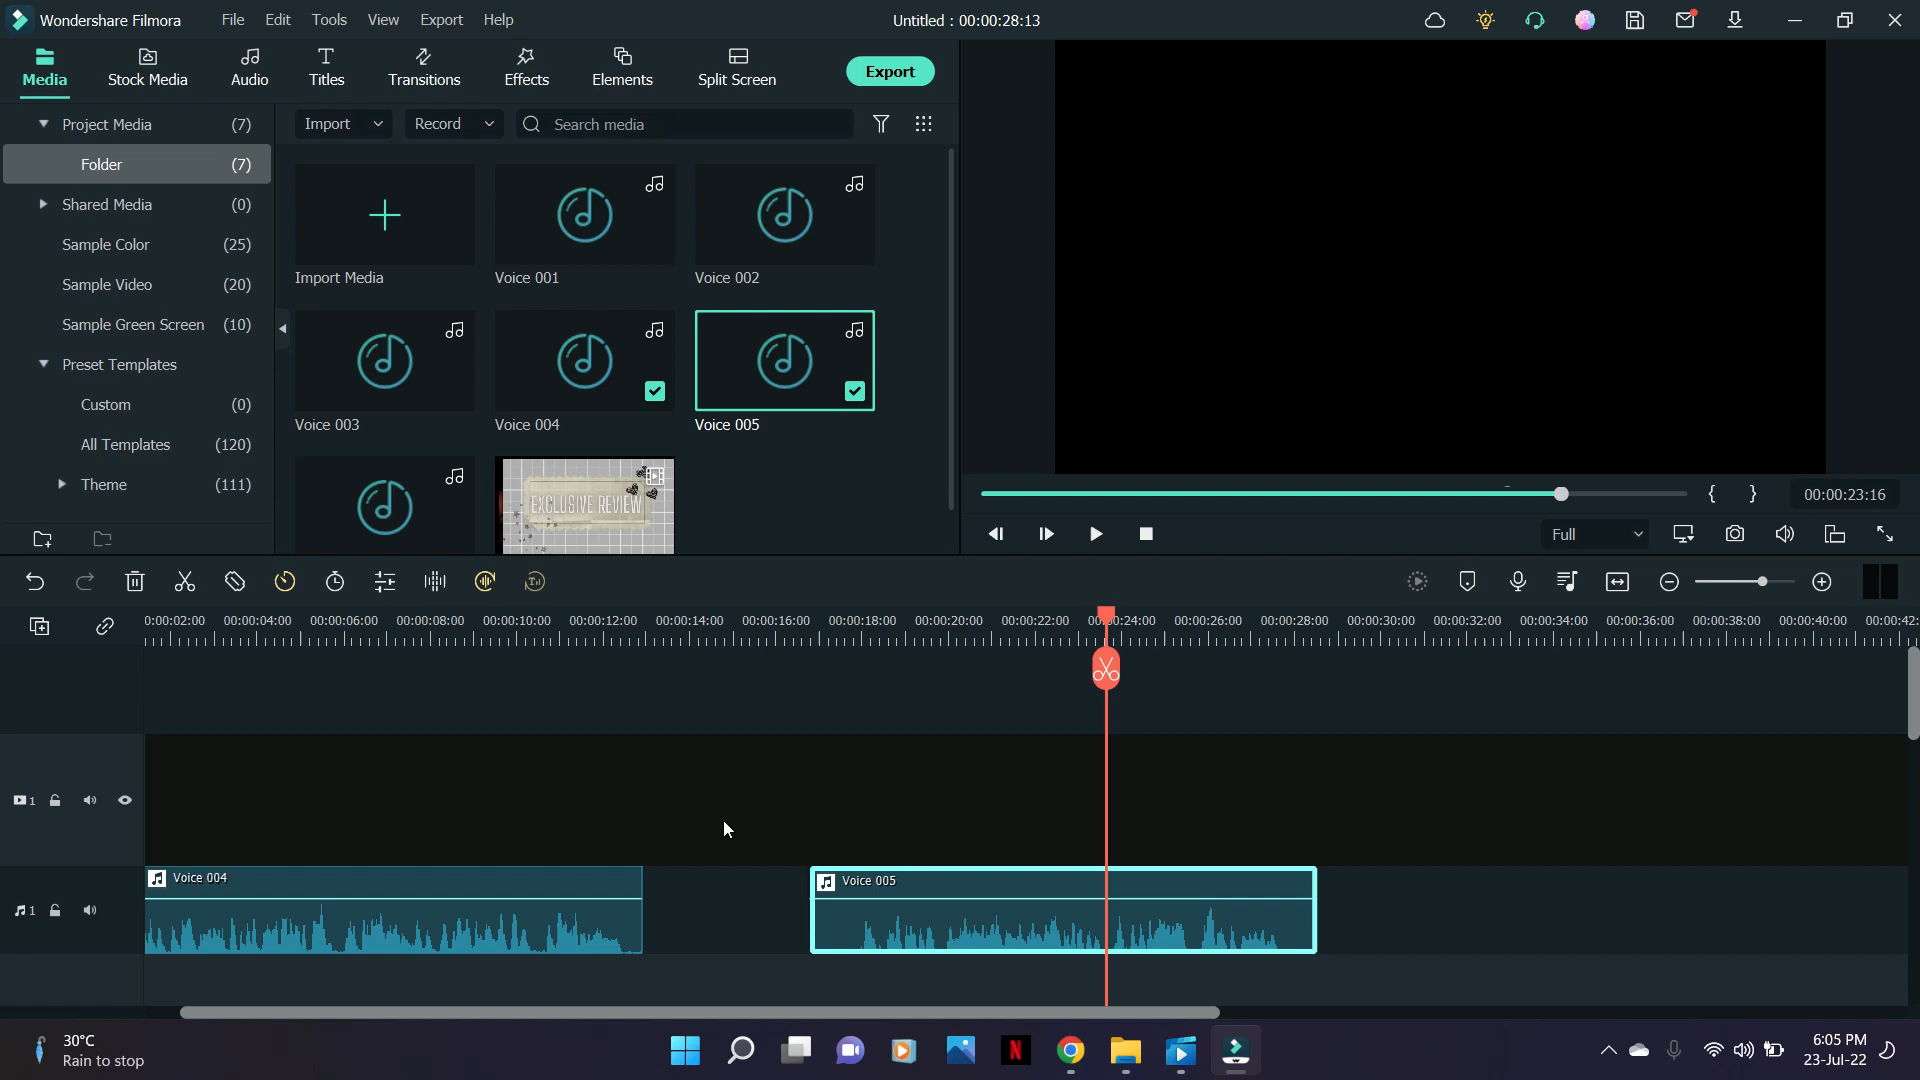 Wondershare Filmora File Edit Tools View Export Help Untitled : 00:00:28:13
Media Stock Media Audio Titles Transitions Effects Elements Split Screen Export
Project Media (7)
Folder (7)
Shared Media (0)
Sample Color (25)
Sample Video (20)
Sample Green Screen (10)
Preset Templates
Custom (0)
All Templates (120)
Theme (111)
Import Record Search media
Import Media Voice 001 Voice 002
Voice 003 Voice 004 Voice 005
EXCLUSIVE REVIEW
00:00:23:16
Full
0:00:02:00 00:00:04:00 00:00:06:00 00:00:08:00 00:00:10:00 00:00:12:00 00:00:14:00 00:00:16:00 00:00:18:00 00:00:20:00 00:00:22:00 00:00:24:00 00:00:26:00 00:00:28:00 00:00:30:00 00:00:32:00 00:00:34:00 00:00:36:00 00:00:38:00 00:00:40:00 00:00:42:
1
Voice 004 Voice 005
1
30°C
Rain to stop
N
6:05 PM
23-Jul-22